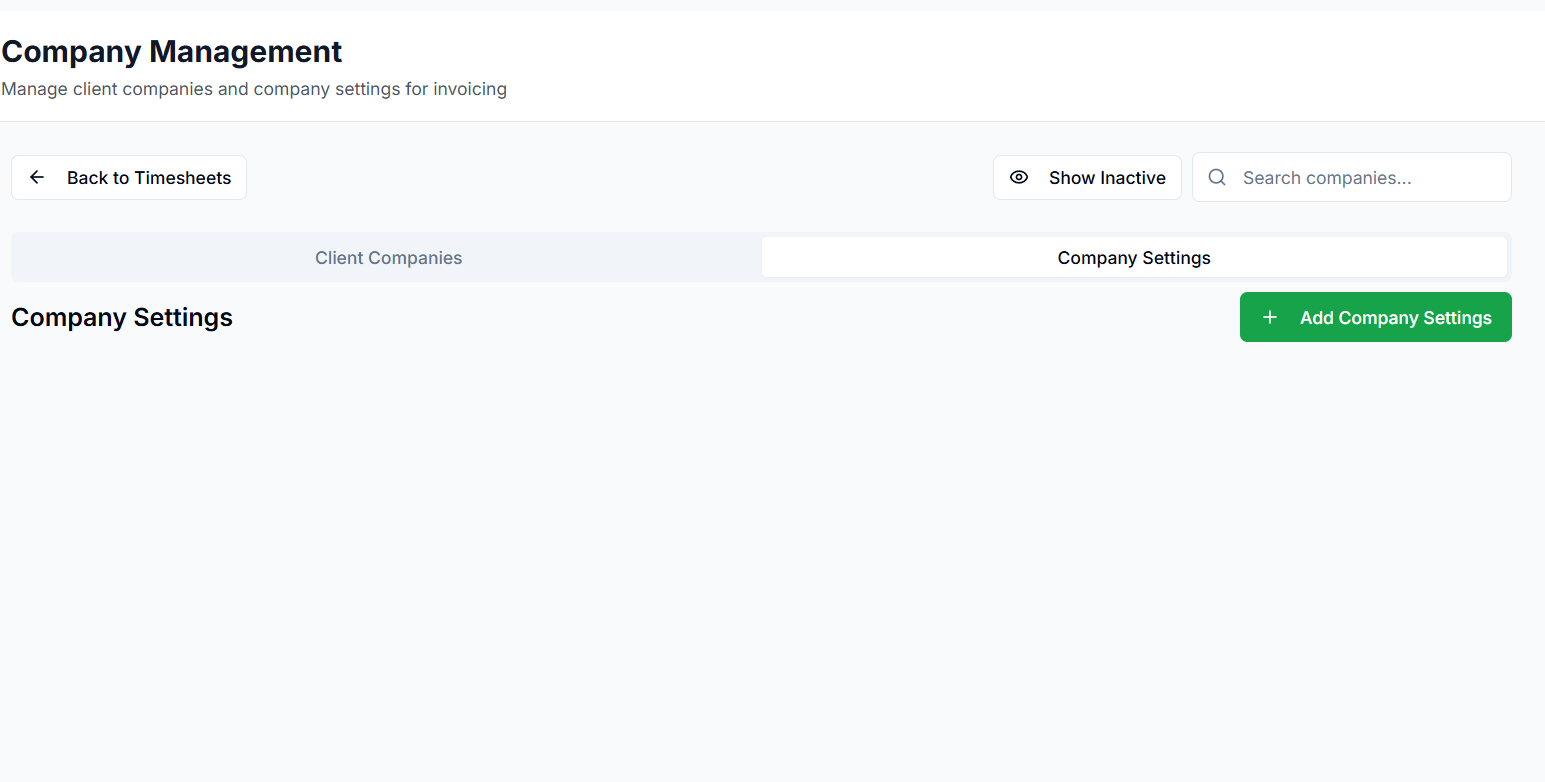 Company Management
Manage client companies and company settings for invoicing
Back to Timesheets
Show Inactive
Search companies...
Client Companies
Company Settings
Company Settings
Add Company Settings